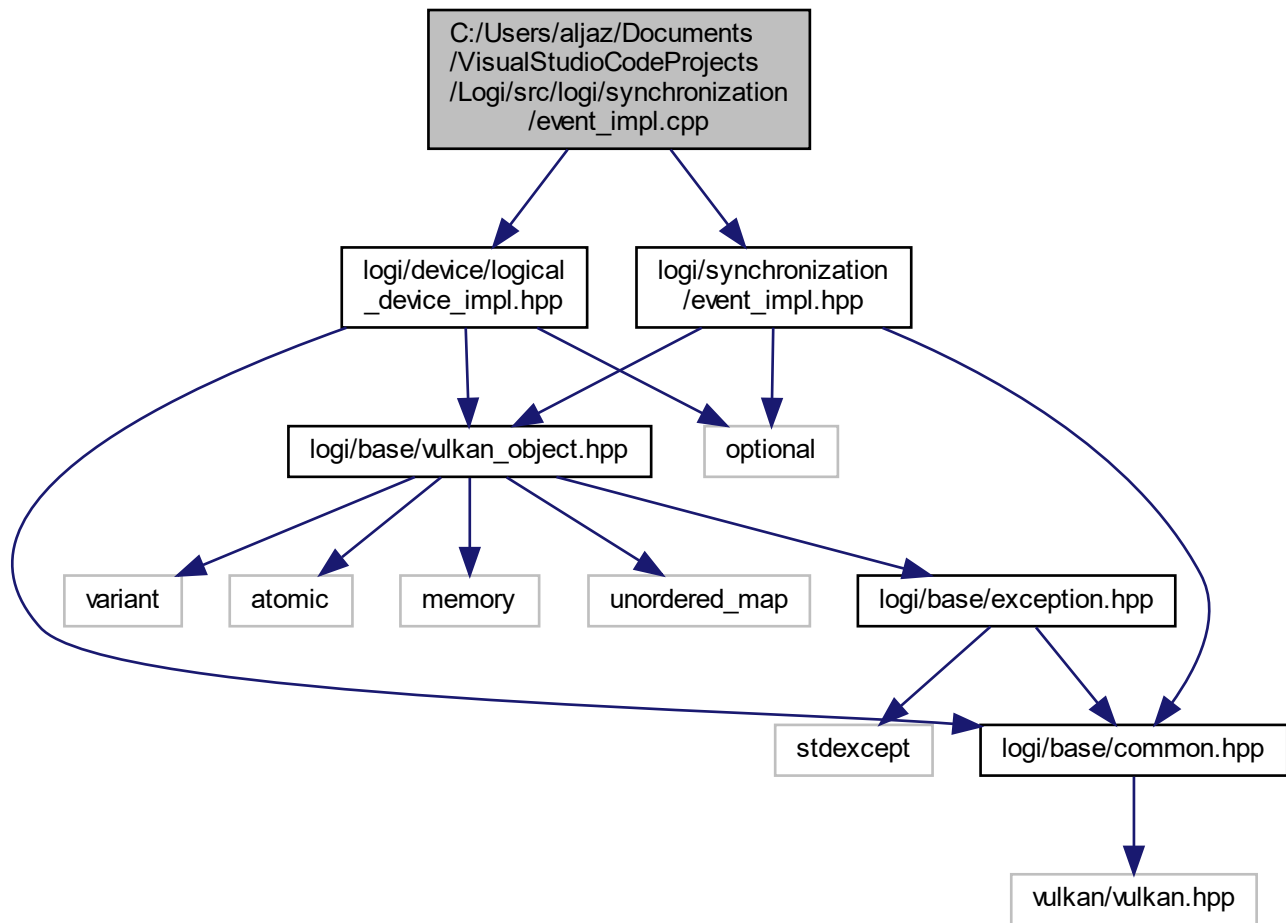 C:/Users/aljaz/Documents
/VisualStudioCodeProjects
/Logi/src/logi/synchronization
/event_impl.cpp
logi/device/logical
_device_impl.hpp
logi/synchronization
/event_impl.hpp
logi/base/vulkan_object.hpp
optional
variant
atomic
memory
unordered_map
logi/base/exception.hpp
stdexcept
logi/base/common.hpp
vulkan/vulkan.hpp